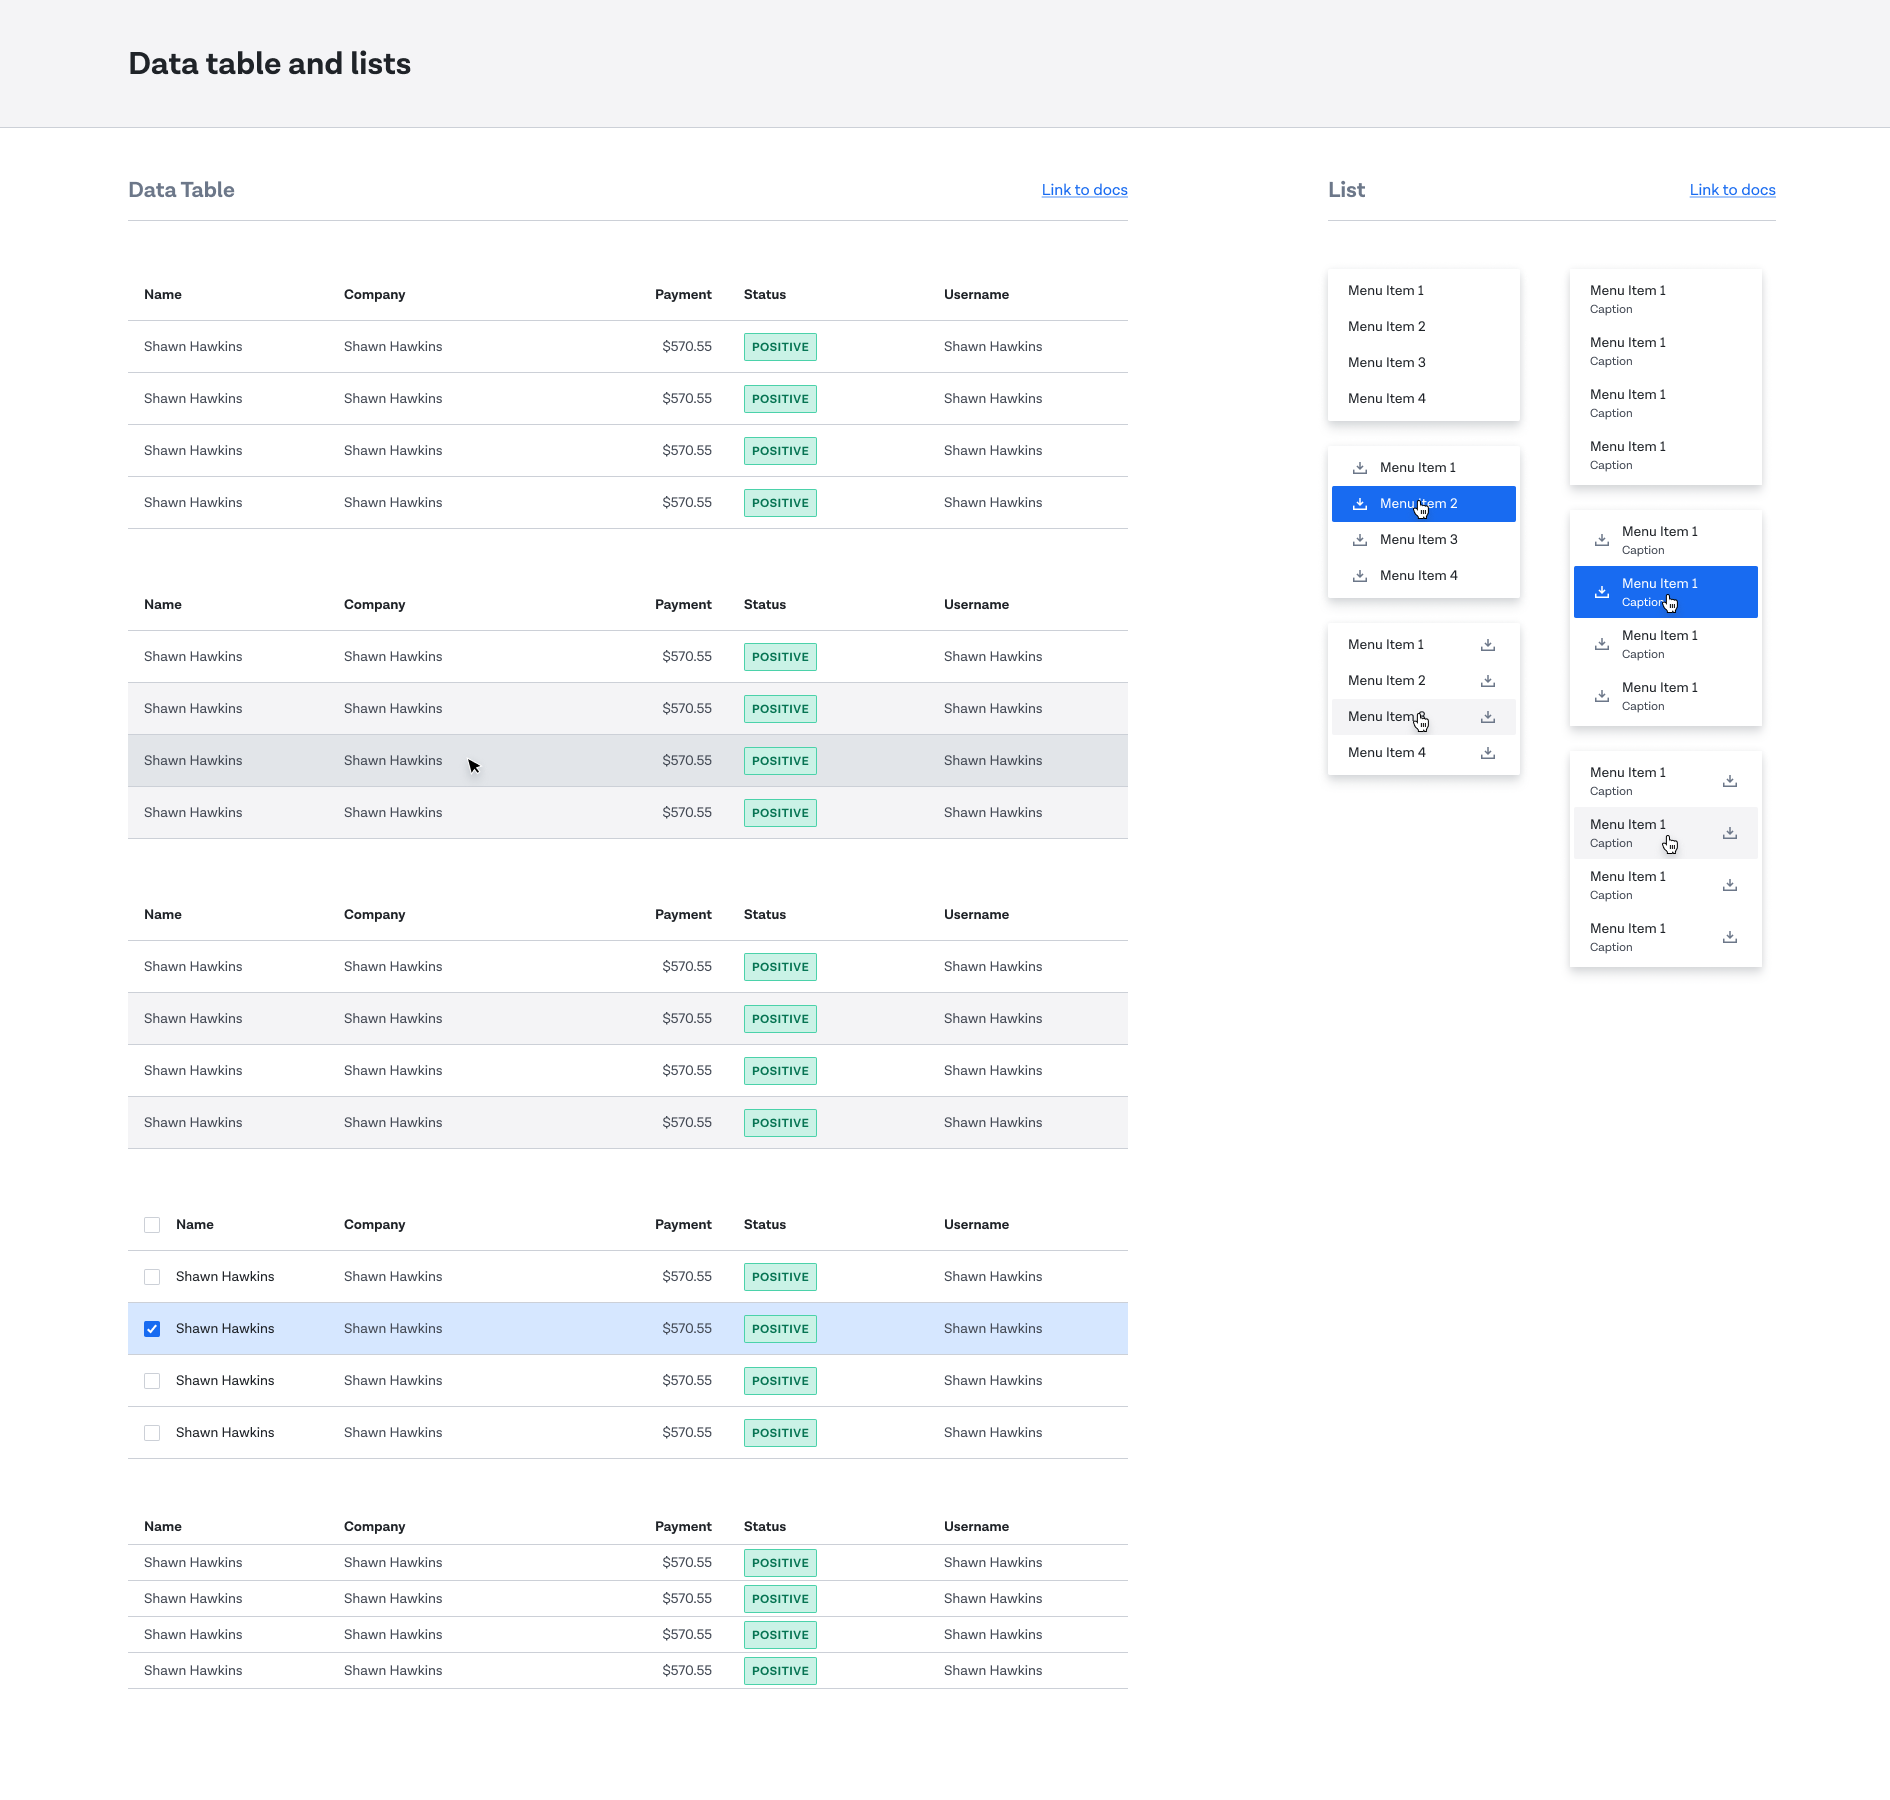 Data table and lists
Data Table
Link to docs
Name Company Payment Status Username
Shawn Hawkins Shawn Hawkins $570.55 POSITIVE Shawn Hawkins
Shawn Hawkins Shawn Hawkins $570.55 POSITIVE Shawn Hawkins
Shawn Hawkins Shawn Hawkins $570.55 POSITIVE Shawn Hawkins
Shawn Hawkins Shawn Hawkins $570.55 POSITIVE Shawn Hawkins
Name Company Payment Status Username
Shawn Hawkins Shawn Hawkins $570.55 POSITIVE Shawn Hawkins
Shawn Hawkins Shawn Hawkins $570.55 POSITIVE Shawn Hawkins
Shawn Hawkins Shawn Hawkins $570.55 POSITIVE Shawn Hawkins
Shawn Hawkins Shawn Hawkins $570.55 POSITIVE Shawn Hawkins
Name Company Payment Status Username
Shawn Hawkins Shawn Hawkins $570.55 POSITIVE Shawn Hawkins
Shawn Hawkins Shawn Hawkins $570.55 POSITIVE Shawn Hawkins
Shawn Hawkins Shawn Hawkins $570.55 POSITIVE Shawn Hawkins
Shawn Hawkins Shawn Hawkins $570.55 POSITIVE Shawn Hawkins
Name Company Payment Status Username
Shawn Hawkins Shawn Hawkins $570.55 POSITIVE Shawn Hawkins
Shawn Hawkins Shawn Hawkins $570.55 POSITIVE Shawn Hawkins
Shawn Hawkins Shawn Hawkins $570.55 POSITIVE Shawn Hawkins
Shawn Hawkins Shawn Hawkins $570.55 POSITIVE Shawn Hawkins
Name Company Payment Status Username
Shawn Hawkins Shawn Hawkins $570.55 POSITIVE Shawn Hawkins
Shawn Hawkins Shawn Hawkins $570.55 POSITIVE Shawn Hawkins
Shawn Hawkins Shawn Hawkins $570.55 POSITIVE Shawn Hawkins
Shawn Hawkins Shawn Hawkins $570.55 POSITIVE Shawn Hawkins
List
Link to docs
Menu Item 1
Menu Item 2
Menu Item 3
Menu Item 4
Menu Item 1
Menu Item 2
Menu Item 3
Menu Item 4
Menu Item 1
Menu Item 2
Menu Item 3
Menu Item 4
Menu Item 1
Caption
Menu Item 1
Caption
Menu Item 1
Caption
Menu Item 1
Caption
Menu Item 1
Caption
Menu Item 1
Caption
Menu Item 1
Caption
Menu Item 1
Caption
Menu Item 1
Caption
Menu Item 1
Caption
Menu Item 1
Caption
Menu Item 1
Caption